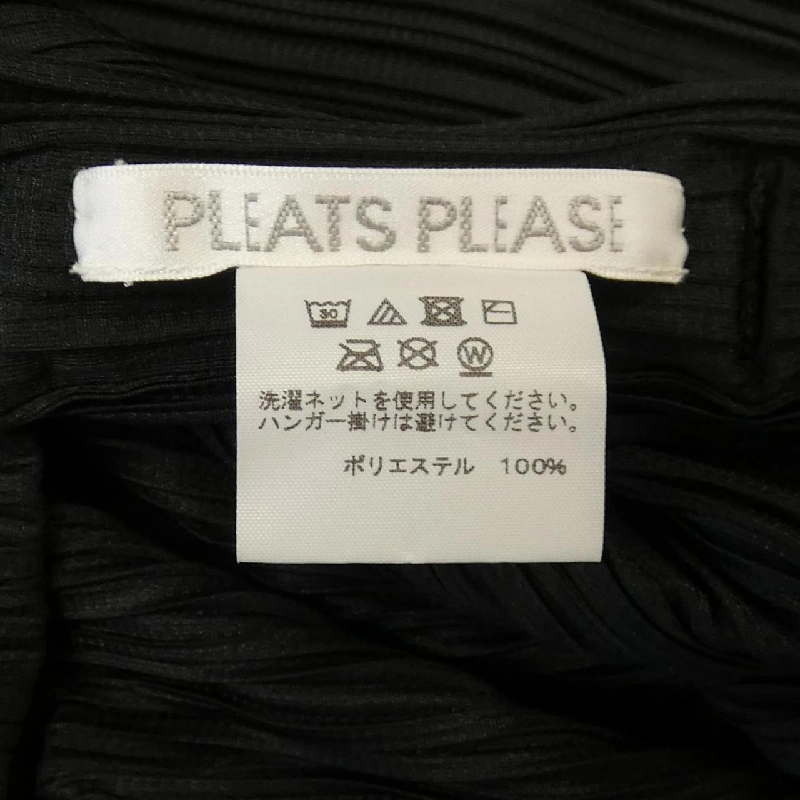 PLEATS PLEASE
30
W
洗濯ネットを使用してください。
ハンガー掛けは避けてください。
ポリエステル 100%